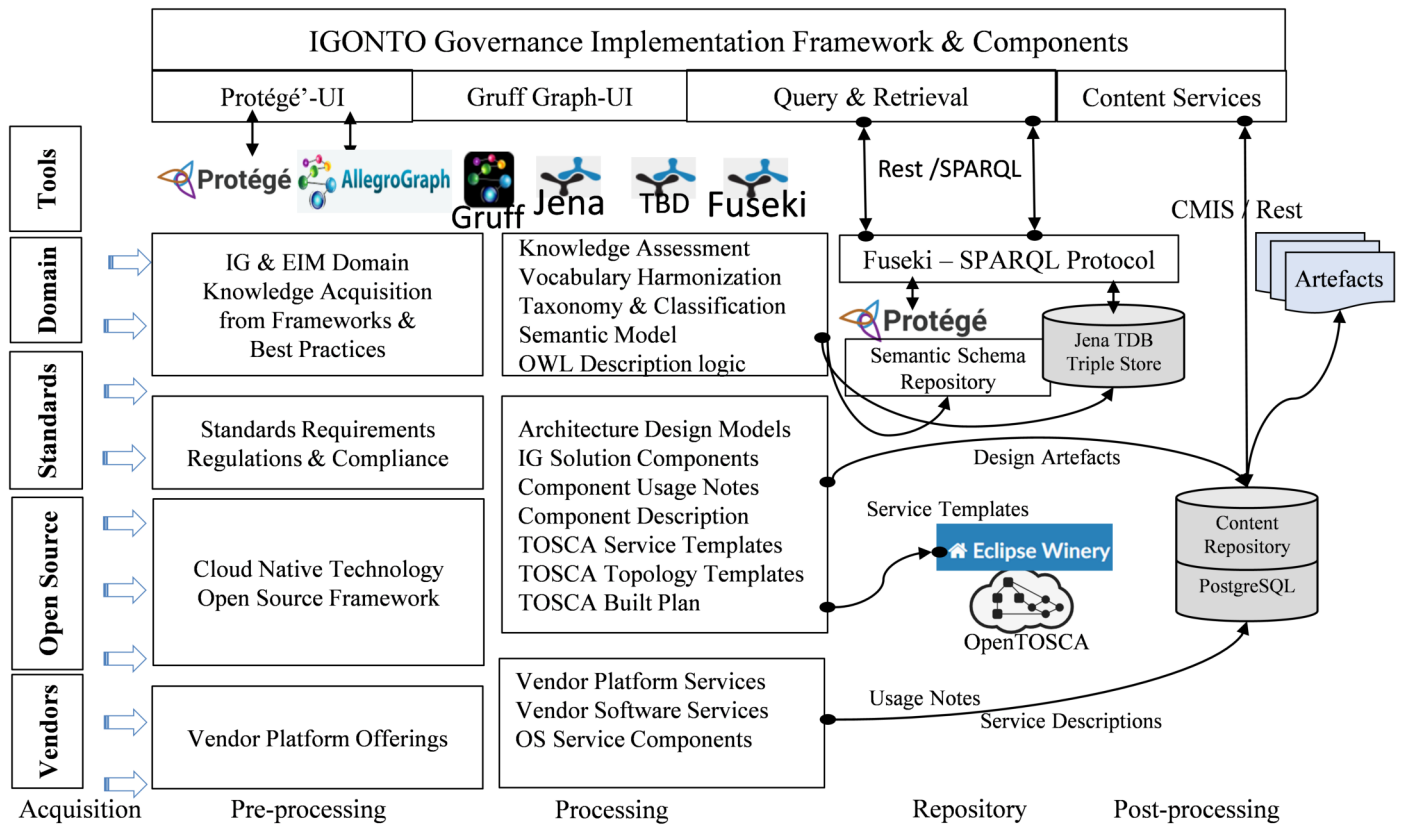 IGONTO Governance Implementation Framework & Components
Protégé’-UI
Gruff Graph-UI
Query & Retrieval
Content Services
Tools
Protégé
AllegroGraph
Gruff
Jena
TBD
Fuseki
Rest /SPARQL
CMIS / Rest
Domain
IG & EIM Domain
Knowledge Acquisition
from Frameworks &
Best Practices
Knowledge Assessment
Vocabulary Harmonization
Taxonomy & Classification
Semantic Model
OWL Description logic
Fuseki – SPARQL Protocol
Protégé
Semantic Schema
Repository
Jena TDB
Triple Store
Artefacts
Standards
Standards Requirements
Regulations & Compliance
Architecture Design Models
IG Solution Components
Component Usage Notes
Component Description
TOSCA Service Templates
TOSCA Topology Templates
TOSCA Built Plan
Design Artefacts
Service Templates
Eclipse Winery
OpenTOSCA
Content
Repository
PostgreSQL
Open Source
Cloud Native Technology
Open Source Framework
Vendors
Vendor Platform Offerings
Vendor Platform Services
Vendor Software Services
OS Service Components
Usage Notes
Service Descriptions
Acquisition
Pre-processing
Processing
Repository
Post-processing